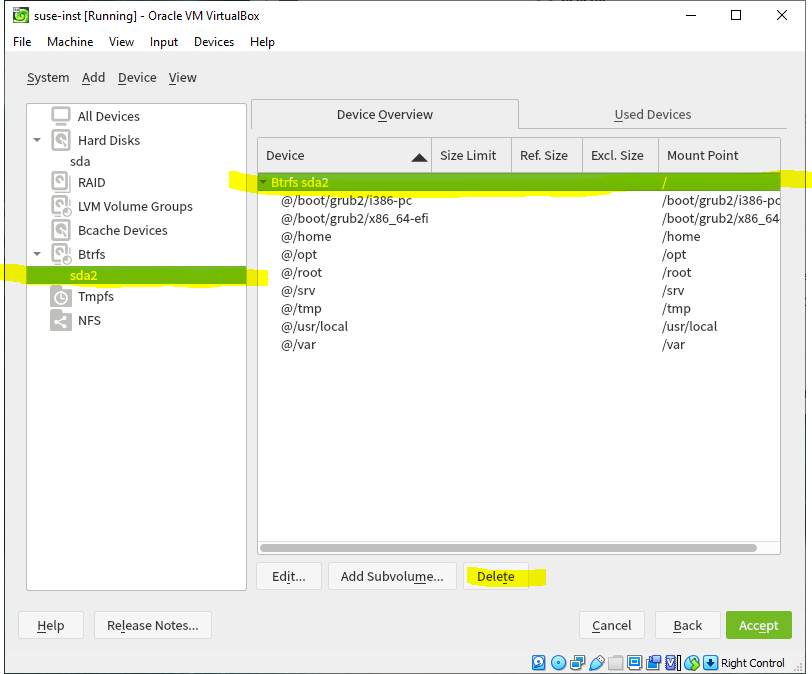 suse-inst [Running] - Oracle VM VirtualBox
File Machine View Input Devices Help
System Add Device View
All Devices
Hard Disks
sda
RAID
LVM Volume Groups
Bcache Devices
Btrfs
sda2
Tmpfs
NFS
Device Overview Used Devices
Device Size Limit Ref. Size Excl. Size Mount Point
Btrfs sda2 /
@/boot/grub2/i386-pc /boot/grub2/i386-pc
@/boot/grub2/x86_64-efi /boot/grub2/x86_64
@/home /home
@/opt /opt
@/root /root
@/srv /srv
@/tmp /tmp
@/usr/local /usr/local
@/var /var
Edit... Add Subvolume... Delete
Help Release Notes... Cancel Back Accept
Right Control